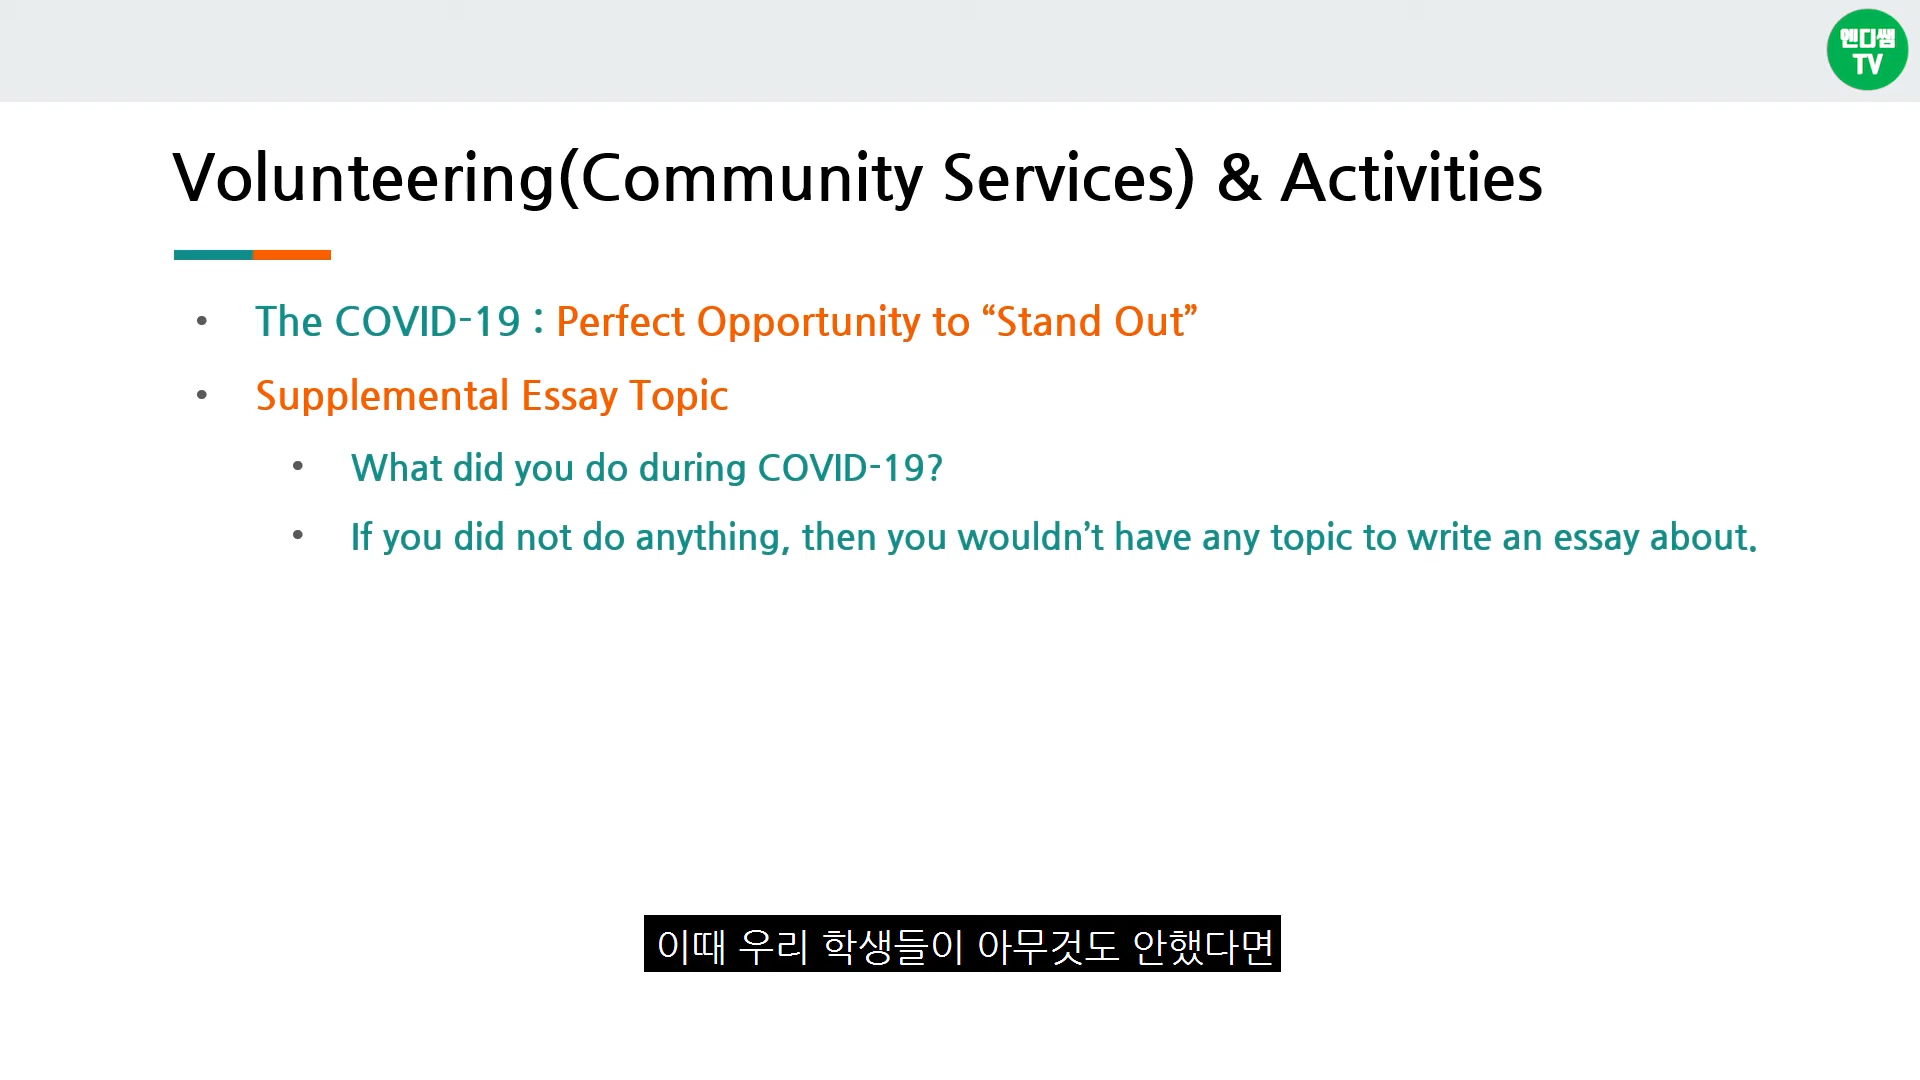 엔디쌤
TV
Volunteering(Community Services) & Activities
• The COVID-19 : Perfect Opportunity to “Stand Out”
• Supplemental Essay Topic
• What did you do during COVID-19?
• If you did not do anything, then you wouldn’t have any topic to write an essay about.
이때 우리 학생들이 아무것도 안했다면